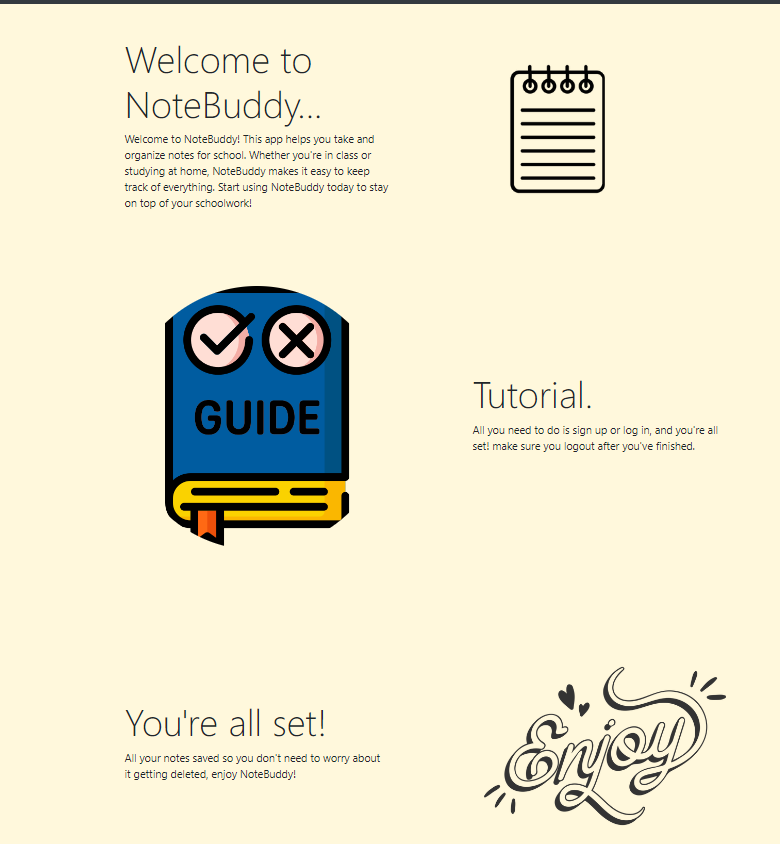 Welcome to
NoteBuddy...
Welcome to NoteBuddy! This app helps you take and
organize notes for school. Whether you're in class or
studying at home, NoteBuddy makes it easy to keep
track of everything. Start using NoteBuddy today to stay
on top of your schoolwork!
GUIDE
Tutorial.
All you need to do is sign up or log in, and you're all
set! make sure you logout after you've finished.
You're all set!
All your notes saved so you don't need to worry about
it getting deleted, enjoy NoteBuddy!
Enjoy